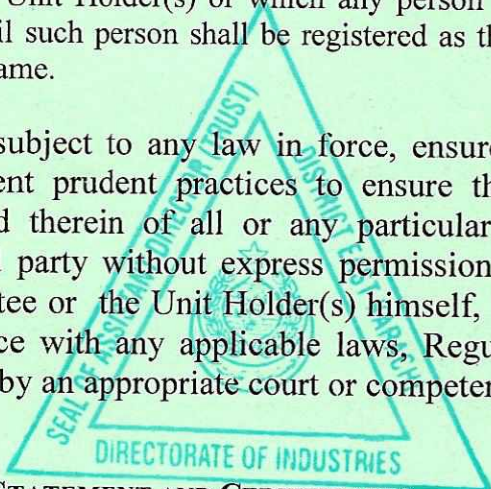 Unit Holder(s) or which any person
il such person shall be registered as th
ame.
subject to any law in force, ensure
ent prudent practices to ensure th
d therein of all or any particular
party without express permission
tee or the Unit Holder(s) himself,
ce with any applicable laws, Regu
by an appropriate court or competen
SEAL OF ASSISTANT DIRECTOR (TRUST)
DISTRICT EAST KARACHI
DIRECTORATE OF INDUSTRIES
STATEMENT AND